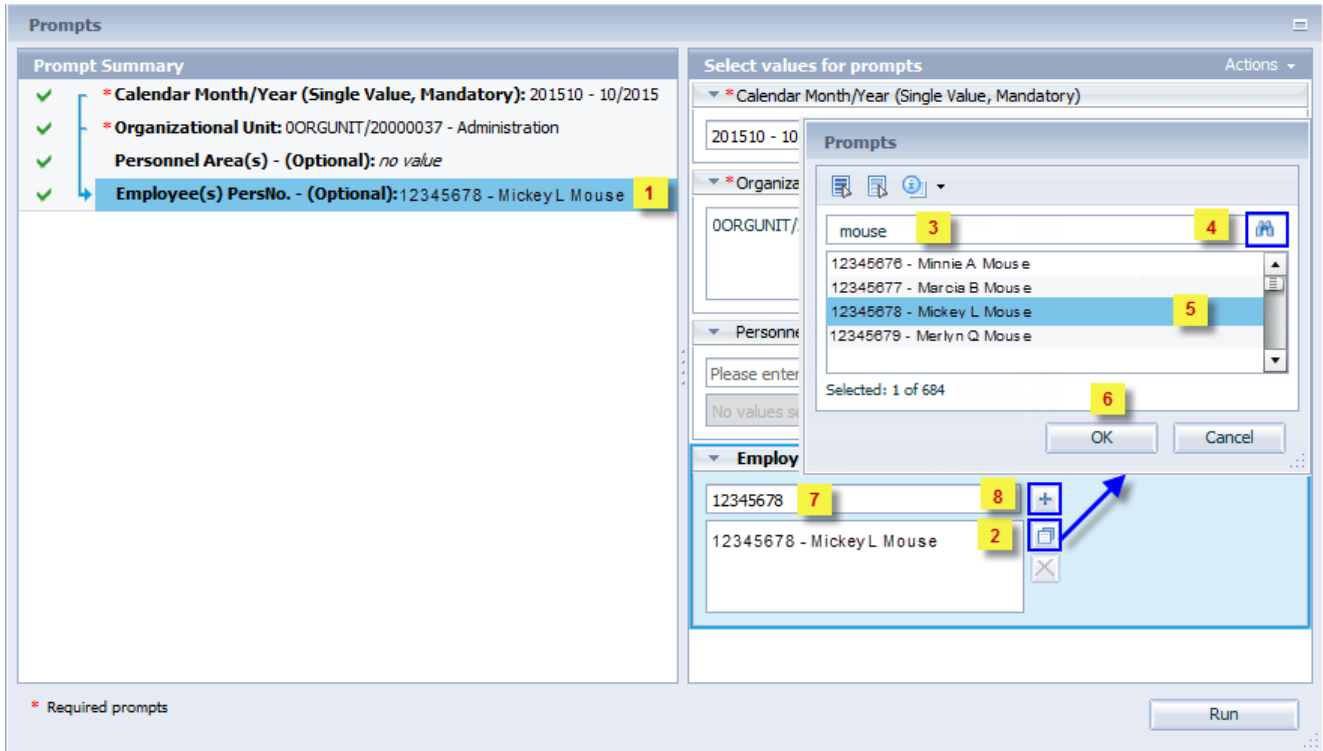 Prompts
Prompt Summary
* Calendar Month/Year (Single Value, Mandatory): 201510 - 10/2015
* Organizational Unit: 0ORGUNIT/20000037 - Administration
Personnel Area(s) - (Optional): no value
Employee(s) PersNo. - (Optional):12345678 - Mickey L Mouse 1
* Required prompts
Select values for prompts Actions
* Calendar Month/Year (Single Value, Mandatory)
201510 - 10
* Organiza
0ORGUNIT/
Personne
Please enter
No values se
Employ
12345678 7 8
12345678 - Mickey L Mouse 2
Prompts
mouse 3 4
12345676 - Minnie A Mouse
12345677 - Marcia B Mouse
12345678 - Mickey L Mouse 5
12345679 - Merlyn Q Mouse
Selected: 1 of 684
6
OK Cancel
Run